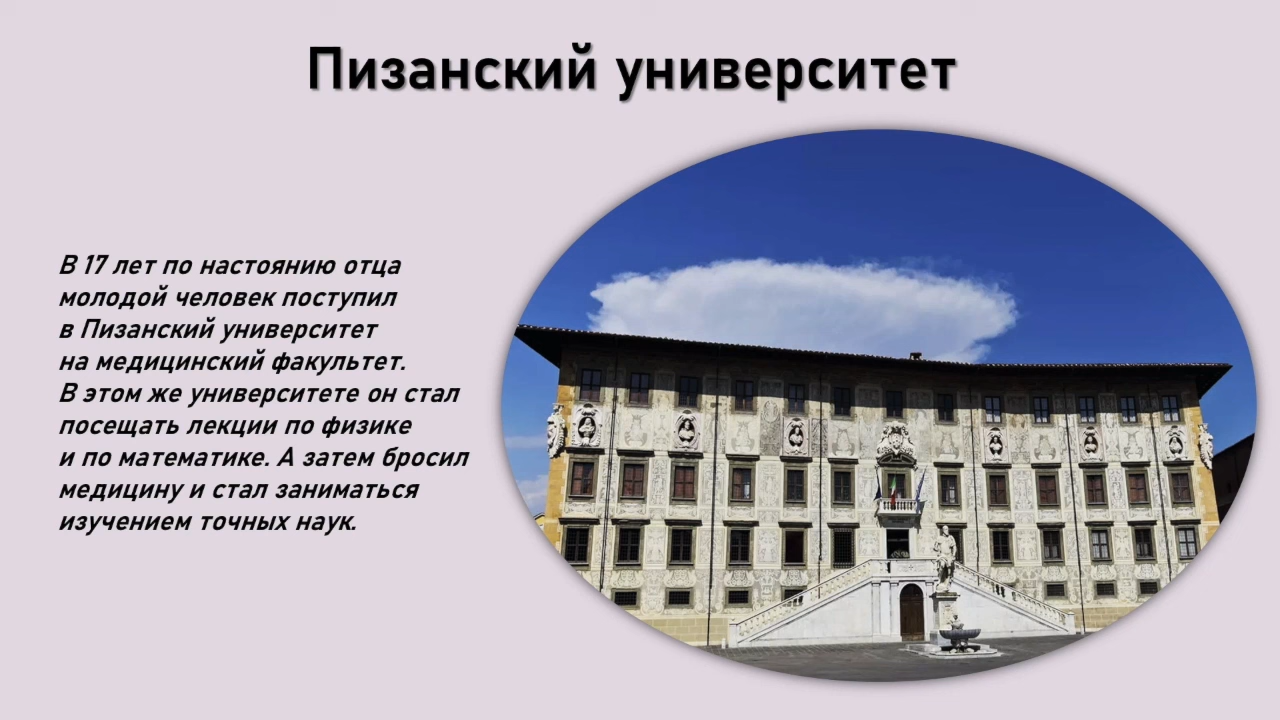 Пизанский университет
В 17 лет по настоянию отца
молодой человек поступил
в Пизанский университет
на медицинский факультет.
В этом же университете он стал
посещать лекции по физике
и по математике. А затем бросил
медицину и стал заниматься
изучением точных наук.